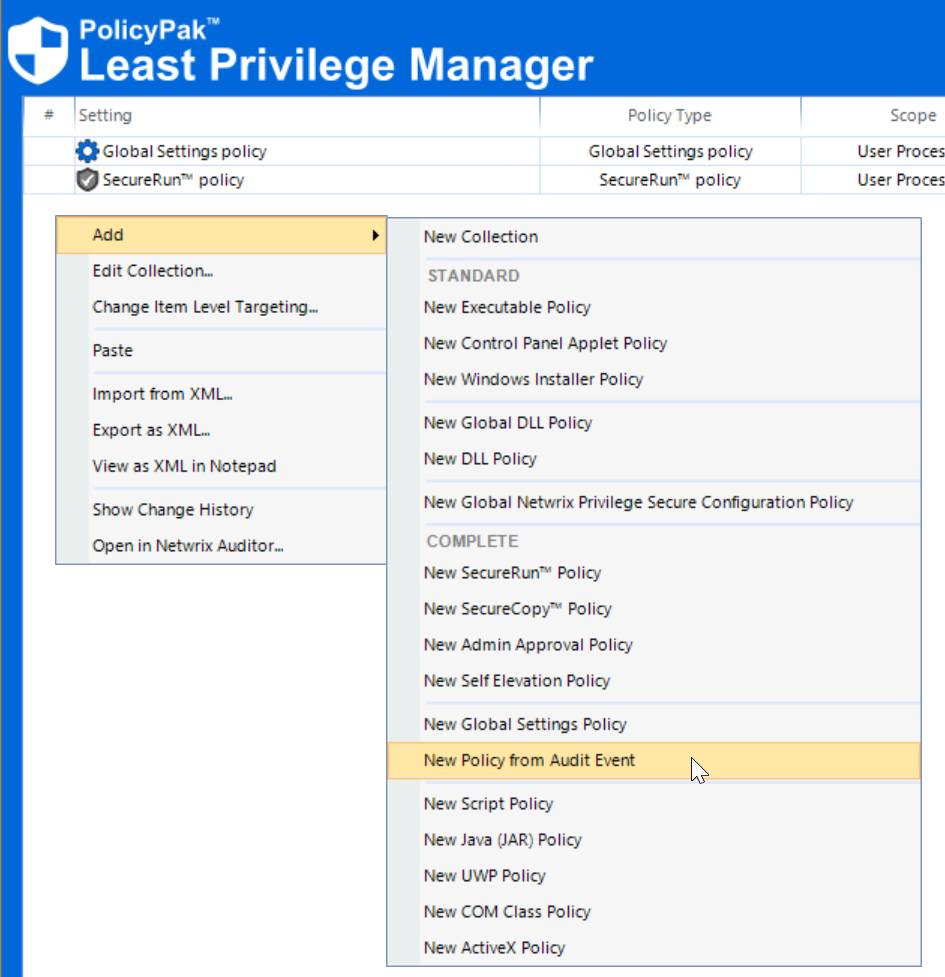 PolicyPak™
Least Privilege Manager
# Setting Policy Type Scope
Global Settings policy Global Settings policy User Proces
SecureRun™ policy SecureRun™ policy User Proces
Add
Edit Collection...
Change Item Level Targeting...
Paste
Import from XML...
Export as XML...
View as XML in Notepad
Show Change History
Open in Netwrix Auditor...
New Collection
STANDARD
New Executable Policy
New Control Panel Applet Policy
New Windows Installer Policy
New Global DLL Policy
New DLL Policy
New Global Netwrix Privilege Secure Configuration Policy
COMPLETE
New SecureRun™ Policy
New SecureCopy™ Policy
New Admin Approval Policy
New Self Elevation Policy
New Global Settings Policy
New Policy from Audit Event
New Script Policy
New Java (JAR) Policy
New UWP Policy
New COM Class Policy
New ActiveX Policy